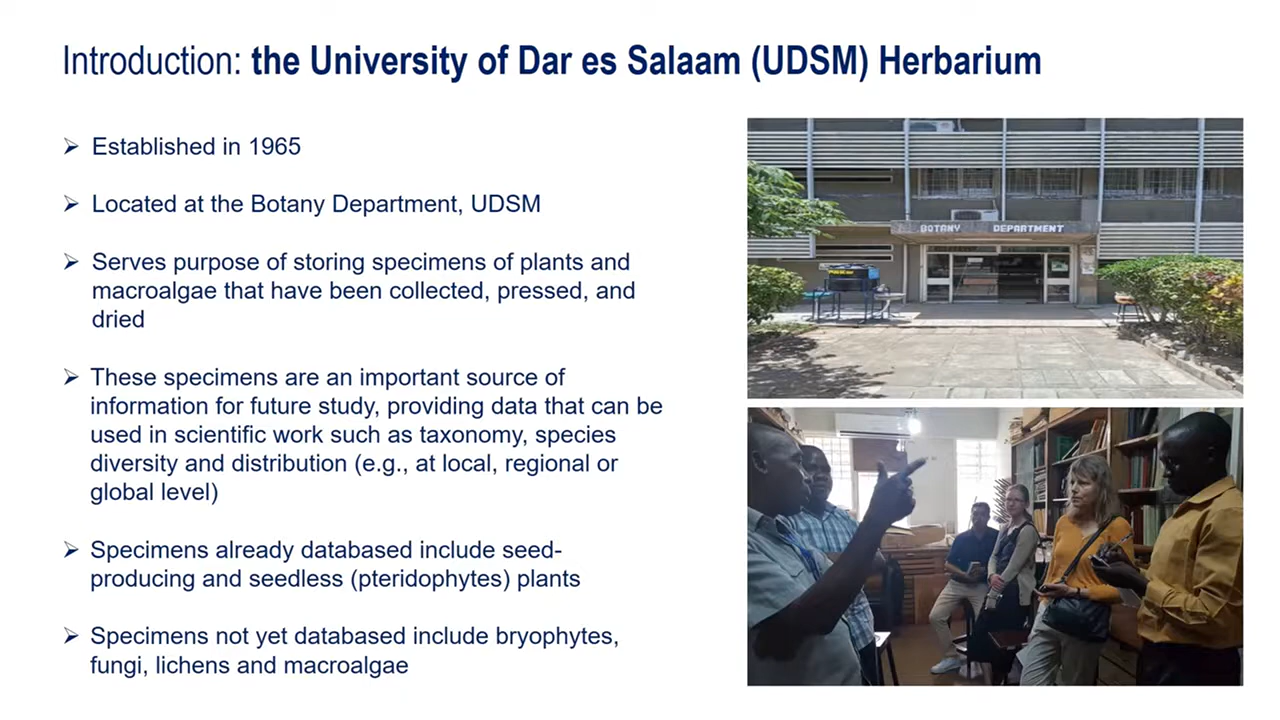 Introduction: the University of Dar es Salaam (UDSM) Herbarium
➢ Established in 1965
➢ Located at the Botany Department, UDSM
➢ Serves purpose of storing specimens of plants and
macroalgae that have been collected, pressed, and
dried
➢ These specimens are an important source of
information for future study, providing data that can be
used in scientific work such as taxonomy, species
diversity and distribution (e.g., at local, regional or
global level)
➢ Specimens already databased include seed-
producing and seedless (pteridophytes) plants
➢ Specimens not yet databased include bryophytes,
fungi, lichens and macroalgae
BOTANY DEPARTMENT